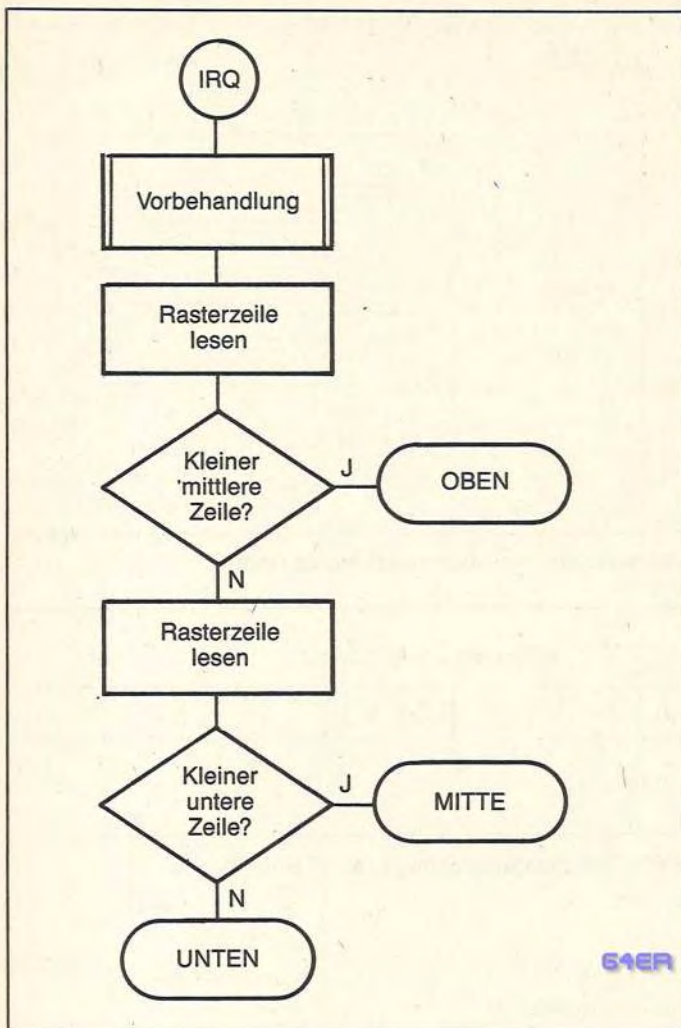 IRQ
Vorbehandlung
Rasterzeile
lesen
Kleiner
'mittlere
Zeile?
J
OBEN
N
Rasterzeile
lesen
Kleiner
untere
Zeile?
J
MITTE
N
UNTEN
64ER